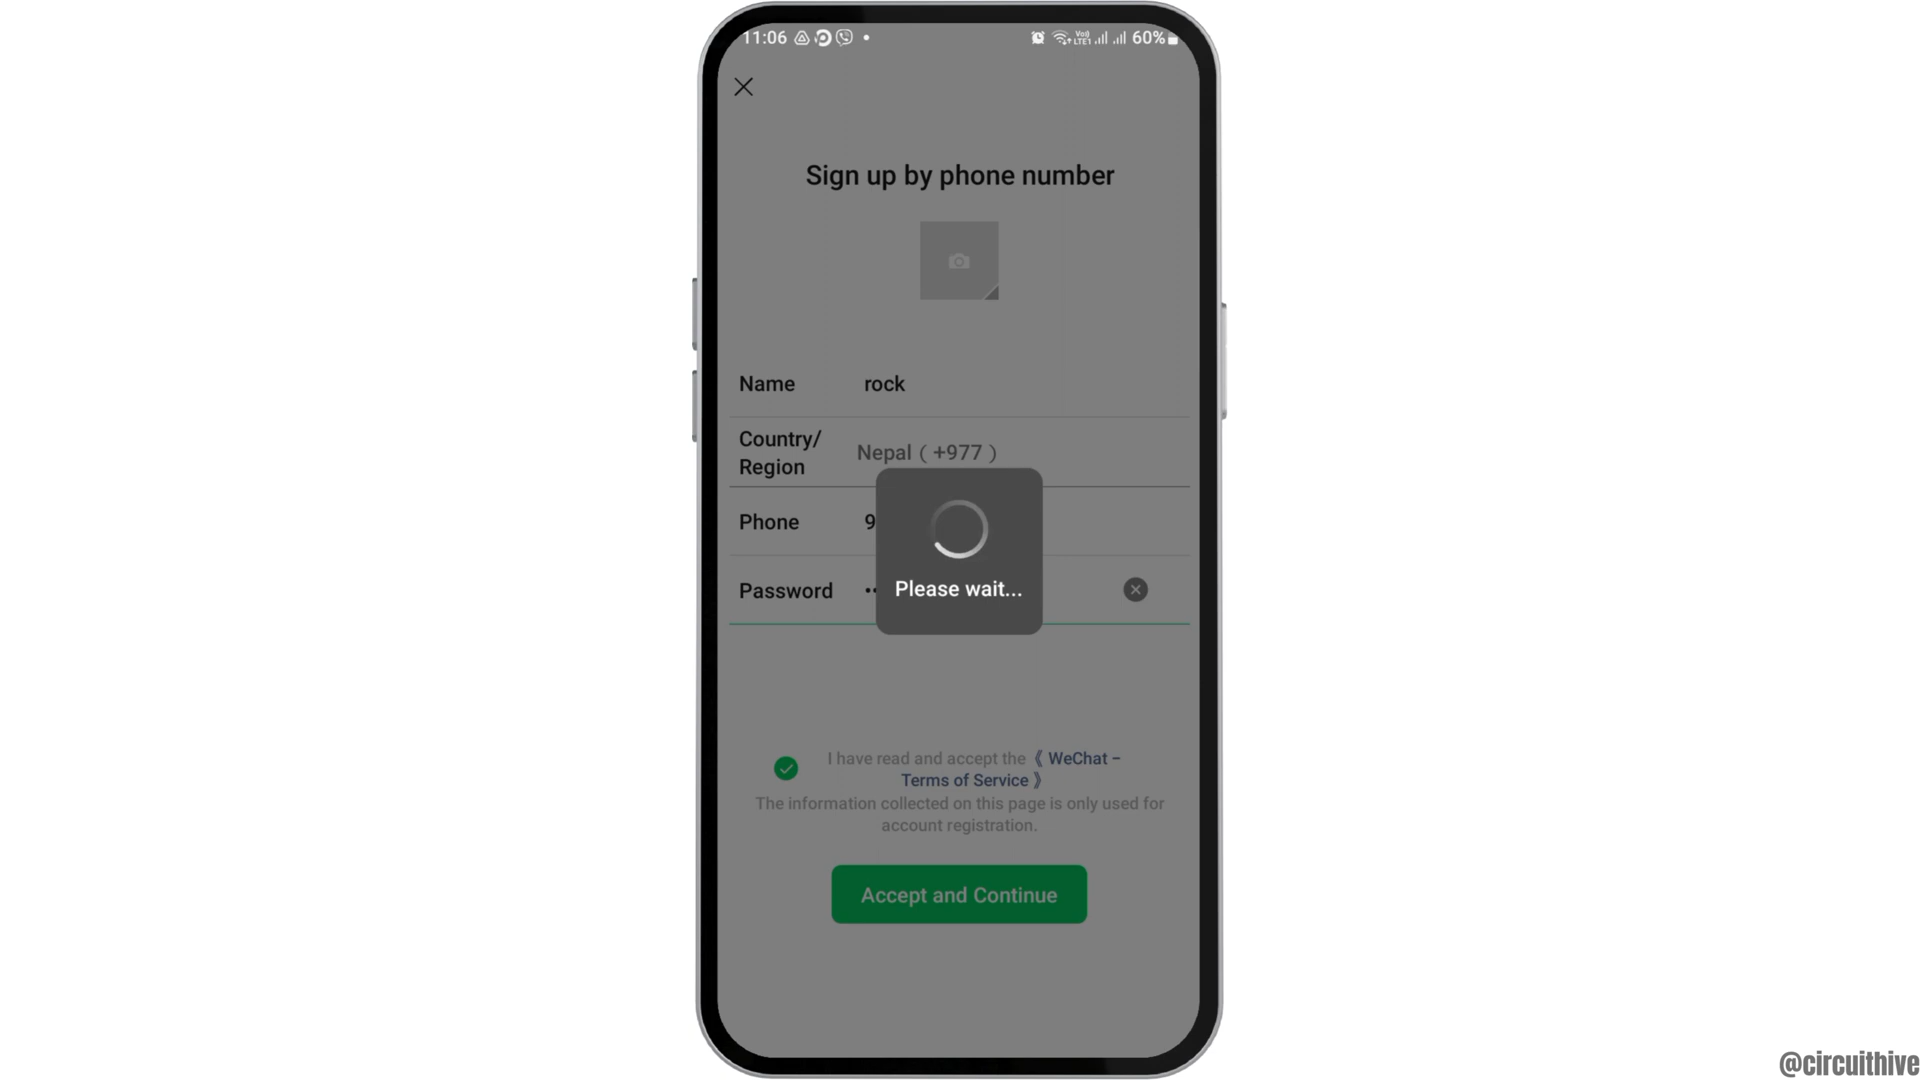 11:06
Vo)) LTE1 60%
Sign up by phone number
Name rock
Country/
Region
Nepal ( +977 )
Phone 9
Password ••
Please wait...
I have read and accept the 《 WeChat –
Terms of Service 》
The information collected on this page is only used for
account registration.
Accept and Continue
@circuithive